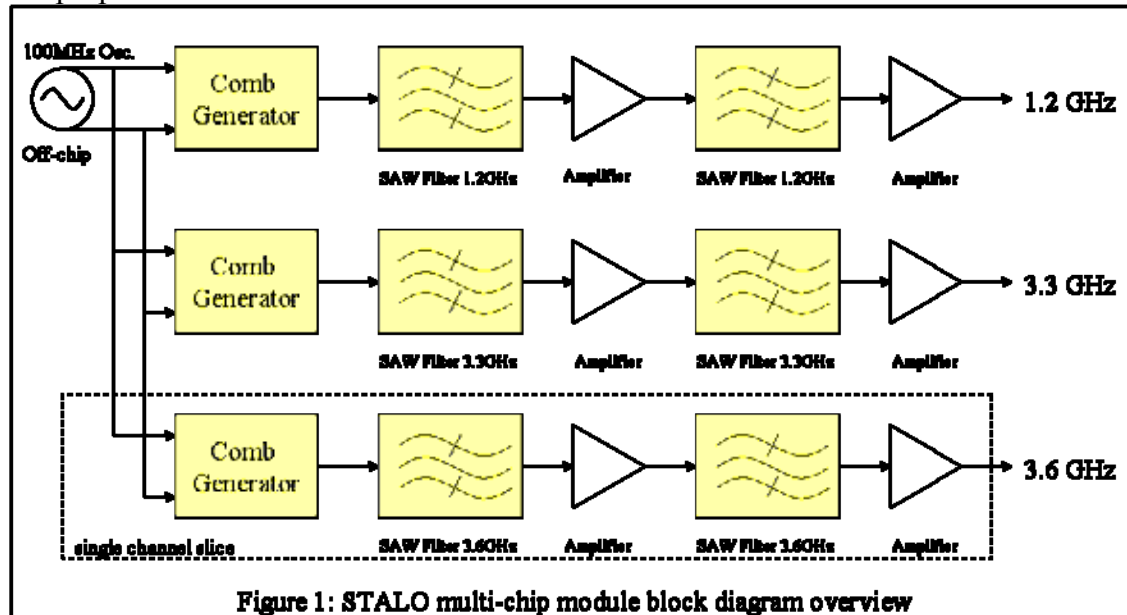 100MHz Osc.
Off-chip
Comb
Generator
SAW Filter 1.2GHz
Amplifier
SAW Filter 1.2GHz
Amplifier
1.2 GHz
Comb
Generator
SAW Filter 3.3GHz
Amplifier
SAW Filter 3.3GHz
Amplifier
3.3 GHz
Comb
Generator
single channel slice
SAW Filter 3.6GHz
Amplifier
SAW Filter 3.6GHz
Amplifier
3.6 GHz
Figure 1: STALO multi-chip module block diagram overview